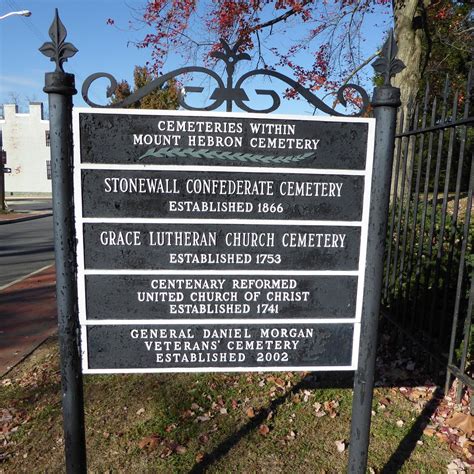 CEMETERIES WITHIN
MOUNT HEBRON CEMETERY
STONEWALL CONFEDERATE CEMETERY
ESTABLISHED 1866
GRACE LUTHERAN CHURCH CEMETERY
ESTABLISHED 1753
CENTENARY REFORMED
UNITED CHURCH OF CHRIST
ESTABLISHED 1741
GENERAL DANIEL MORGAN
VETERANS' CEMETERY
ESTABLISHED 2002